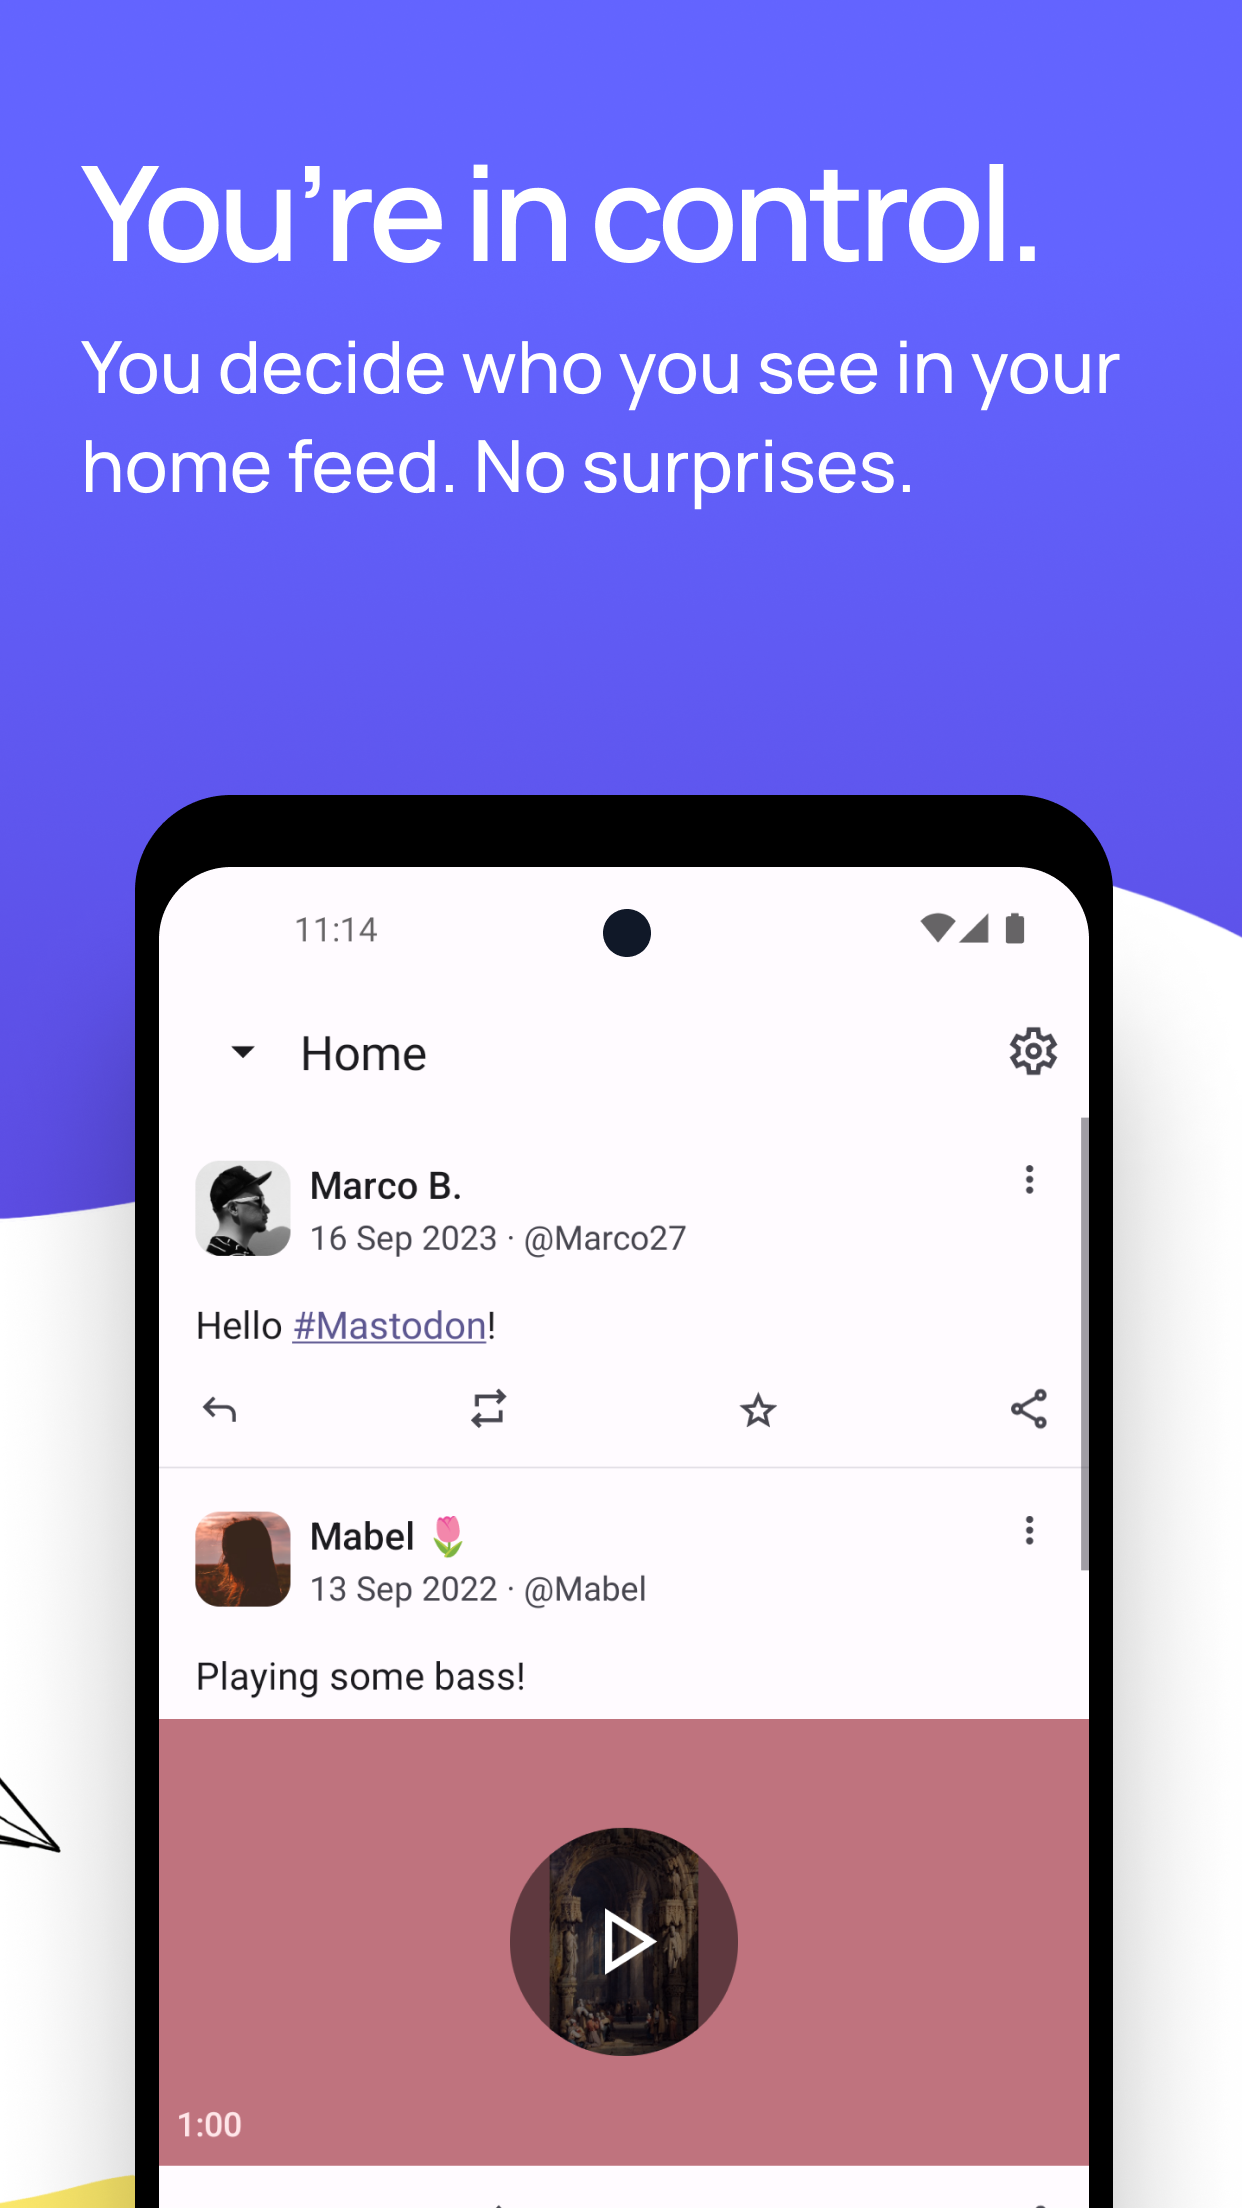 You’re in control.
You decide who you see in your
home feed. No surprises.
11:14
Home
Marco B.
16 Sep 2023 · @Marco27
Hello #Mastodon!
Mabel 🌷
13 Sep 2022 · @Mabel
Playing some bass!
1:00